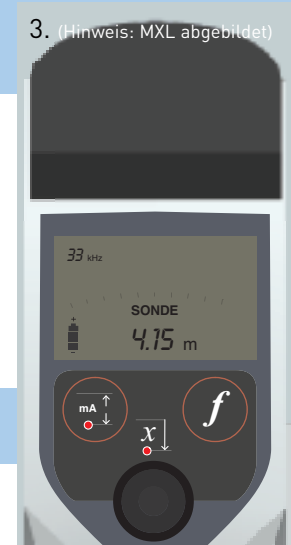 3. (Hinweis: MXL abgebildet)
33 kHz
SONDE
+
4.15 m
-
mA
x
f